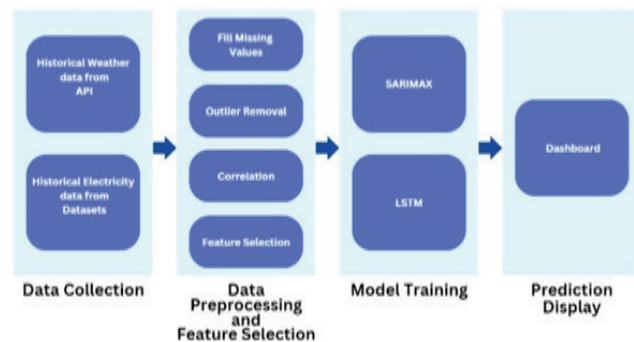 Historical Weather
data from
API
Historical Electricity
data from
Datasets
Data Collection
Fill Missing
Values
Outlier Removal
Correlation
Feature Selection
Data
Preprocessing
and
Feature Selection
SARIMAX
LSTM
Model Training
Dashboard
Prediction
Display